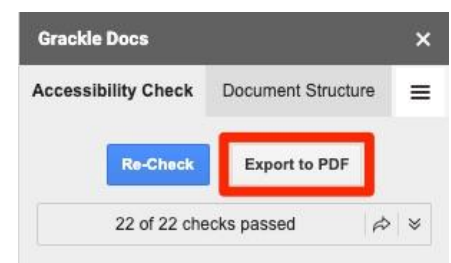 Grackle Docs
Accessibility Check Document Structure
Re-Check Export to PDF
22 of 22 checks passed